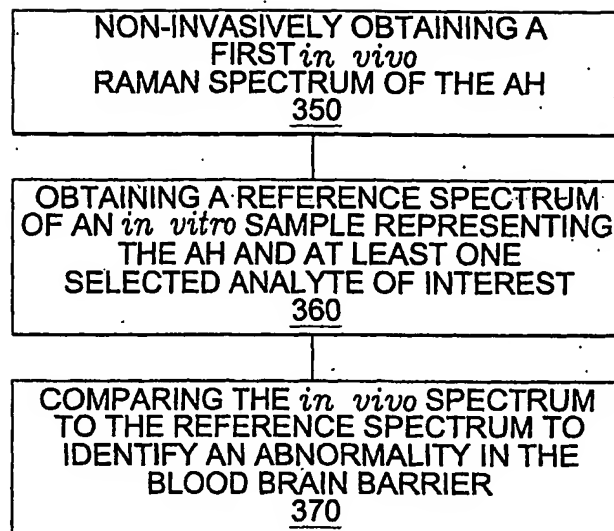 NON-INVASIVELY OBTAINING A
FIRST in vivo
RAMAN SPECTRUM OF THE AH
350
OBTAINING A REFERENCE SPECTRUM
OF AN in vitro SAMPLE REPRESENTING
THE AH AND AT LEAST ONE
SELECTED ANALYTE OF INTEREST
360
COMPARING THE in vivo SPECTRUM
TO THE REFERENCE SPECTRUM TO
IDENTIFY AN ABNORMALITY IN THE
BLOOD BRAIN BARRIER
370